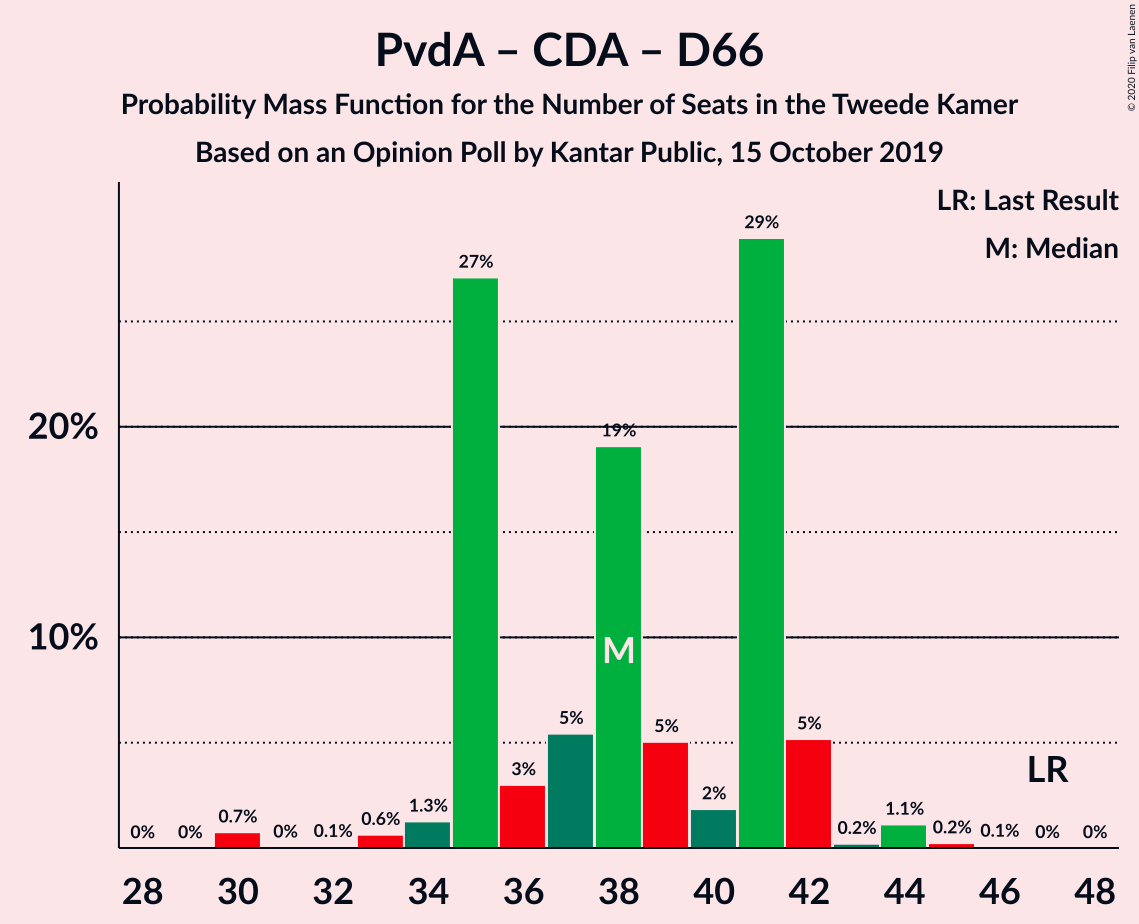 PvdA – CDA – D66
Probability Mass Function for the Number of Seats in the Tweede Kamer
Based on an Opinion Poll by Kantar Public, 15 October 2019
© 2020 Filip van Laenen
LR: Last Result
M: Median
20%
10%
0%
0%
0.7%
0%
0.1%
0.6%
1.3%
27%
3%
5%
19%
5%
2%
29%
5%
0.2%
1.1%
0.2%
0.1%
0%
0%
M
LR
28 30 32 34 36 38 40 42 44 46 48